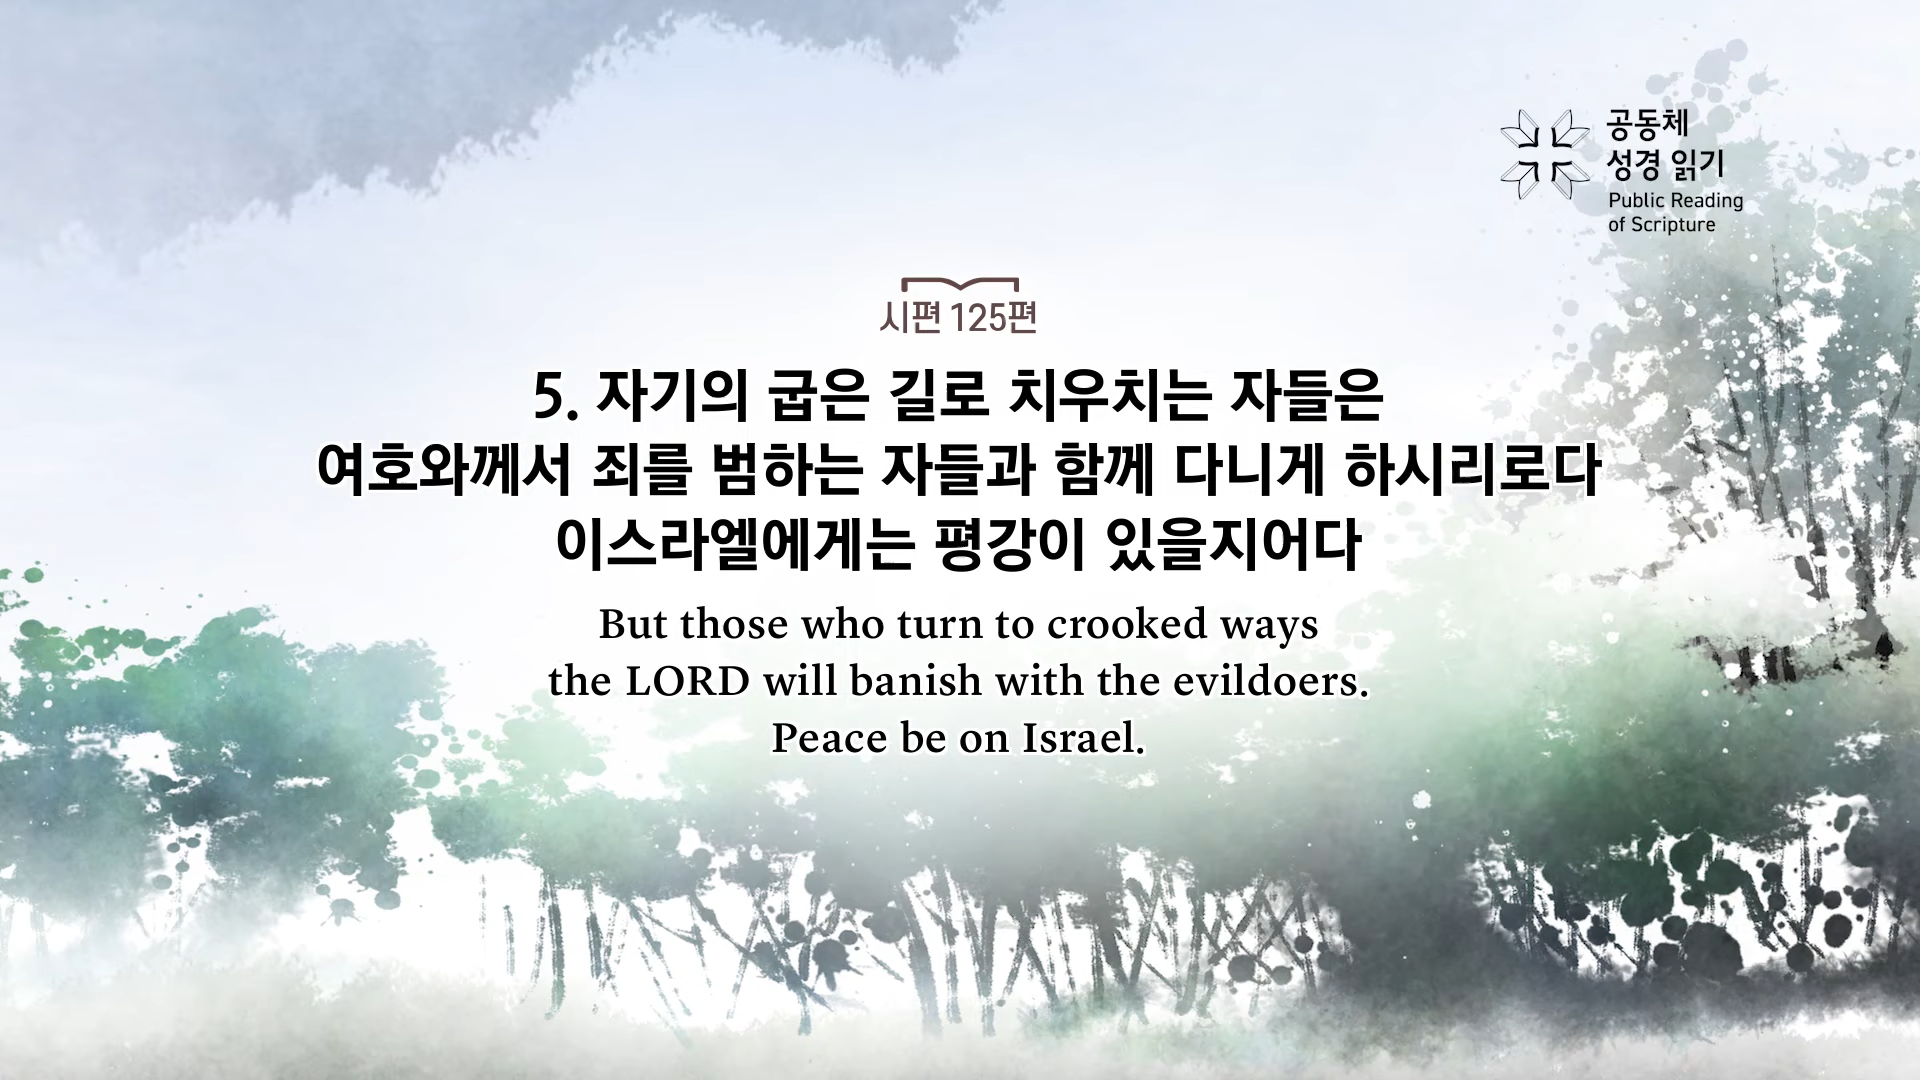 공동체
성경 읽기
Public Reading
of Scripture
시편 125편
5. 자기의 굽은 길로 치우치는 자들은
여호와께서 죄를 범하는 자들과 함께 다니게 하시리로다
이스라엘에게는 평강이 있을지어다
But those who turn to crooked ways
the LORD will banish with the evildoers.
Peace be on Israel.